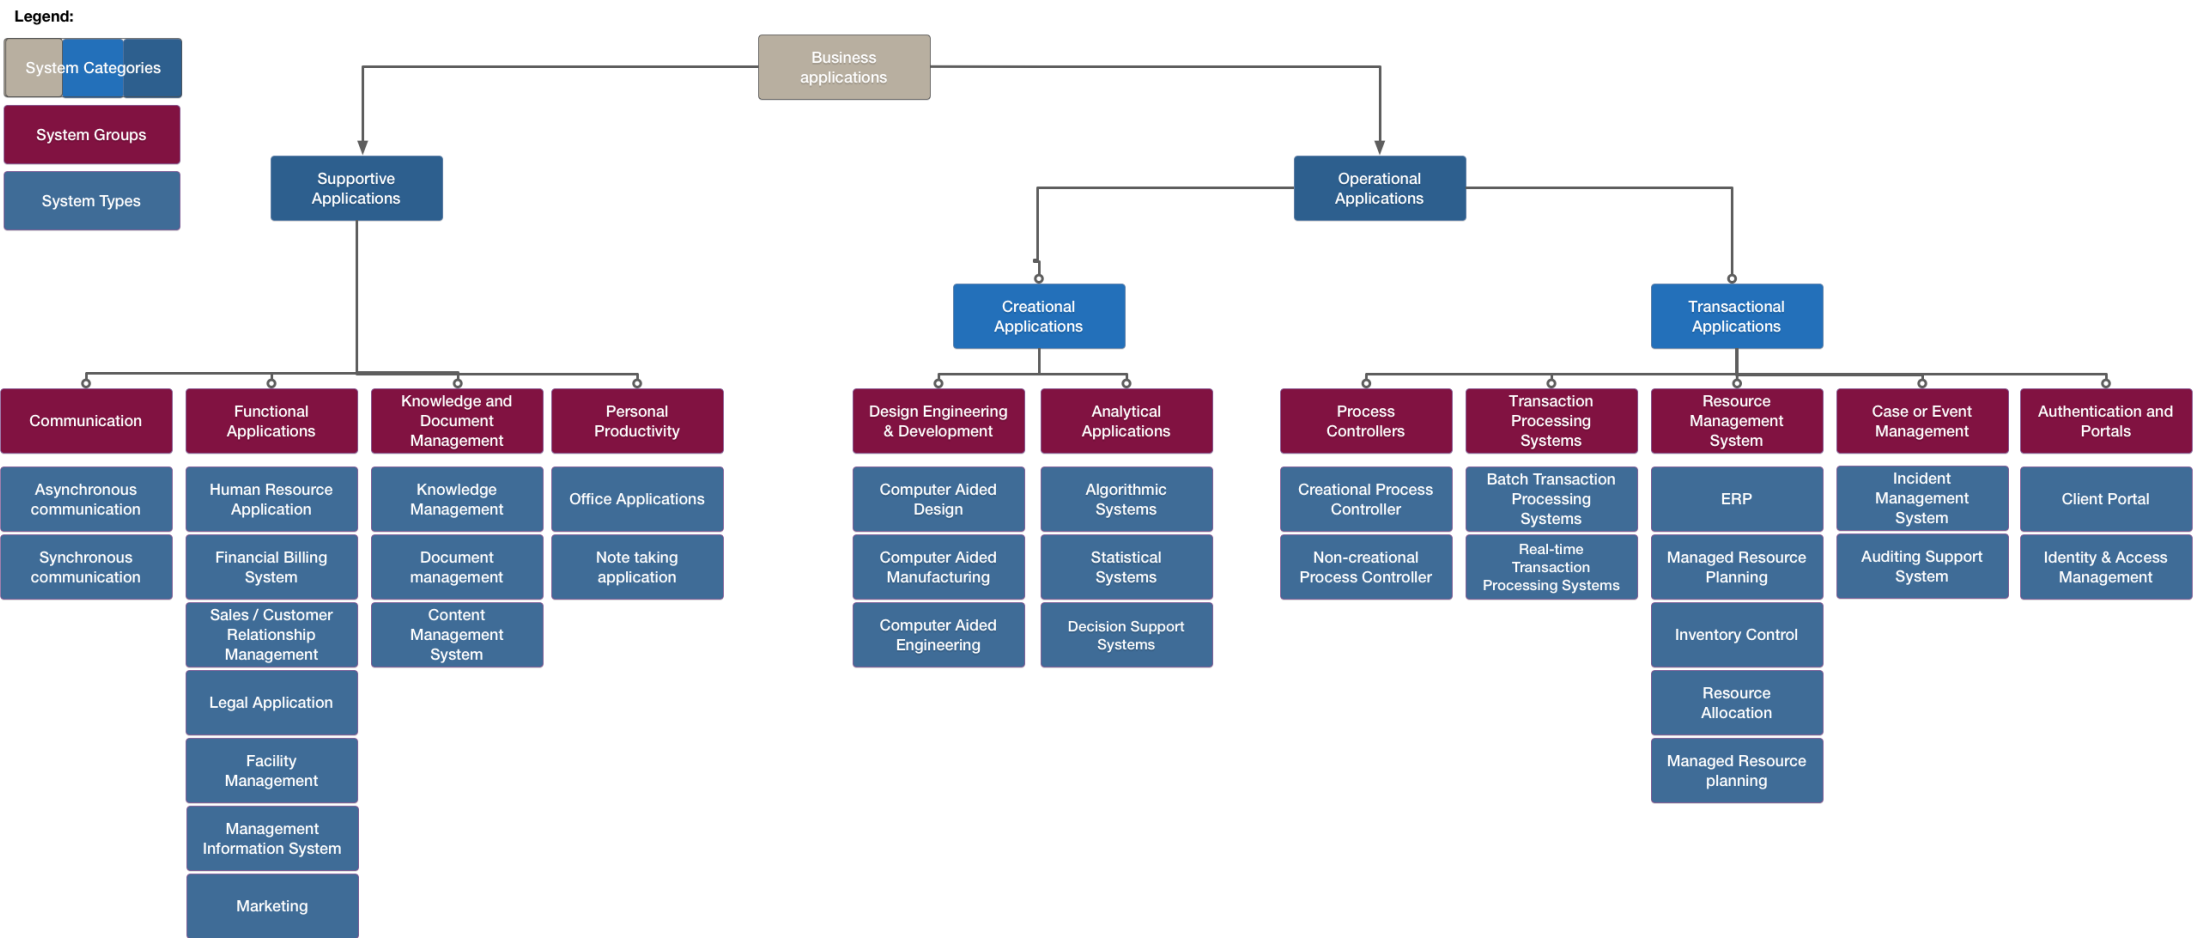 Legend:
System Categories
System Groups
System Types
Business
applications
Supportive
Applications
Operational
Applications
Creational
Applications
Transactional
Applications
Communication
Asynchronous
communication
Synchronous
communication
Functional
Applications
Human Resource
Application
Financial Billing
System
Sales / Customer
Relationship
Management
Legal Application
Facility
Management
Management
Information System
Marketing
Knowledge and
Document
Management
Knowledge
Management
Document
management
Content
Management
System
Personal
Productivity
Office Applications
Note taking
application
Design Engineering
& Development
Computer Aided
Design
Computer Aided
Manufacturing
Computer Aided
Engineering
Analytical
Applications
Algorithmic
Systems
Statistical
Systems
Decision Support
Systems
Process
Controllers
Creational Process
Controller
Non-creational
Process Controller
Transaction
Processing
Systems
Batch Transaction
Processing
Systems
Real-time
Transaction
Processing Systems
Resource
Management
System
ERP
Managed Resource
Planning
Inventory Control
Resource
Allocation
Managed Resource
planning
Case or Event
Management
Incident
Management
System
Auditing Support
System
Authentication and
Portals
Client Portal
Identity & Access
Management